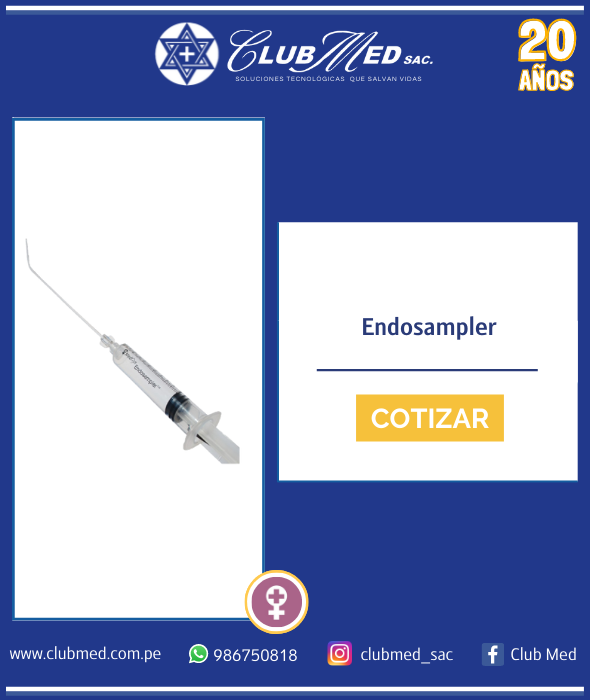 CLUB MED SAC.
SOLUCIONES TECNOLÓGICAS QUE SALVAN VIDAS
20
AÑOS
Endosampler
COTIZAR
Endosampler™
www.clubmed.com.pe
986750818
clubmed_sac
Club Med